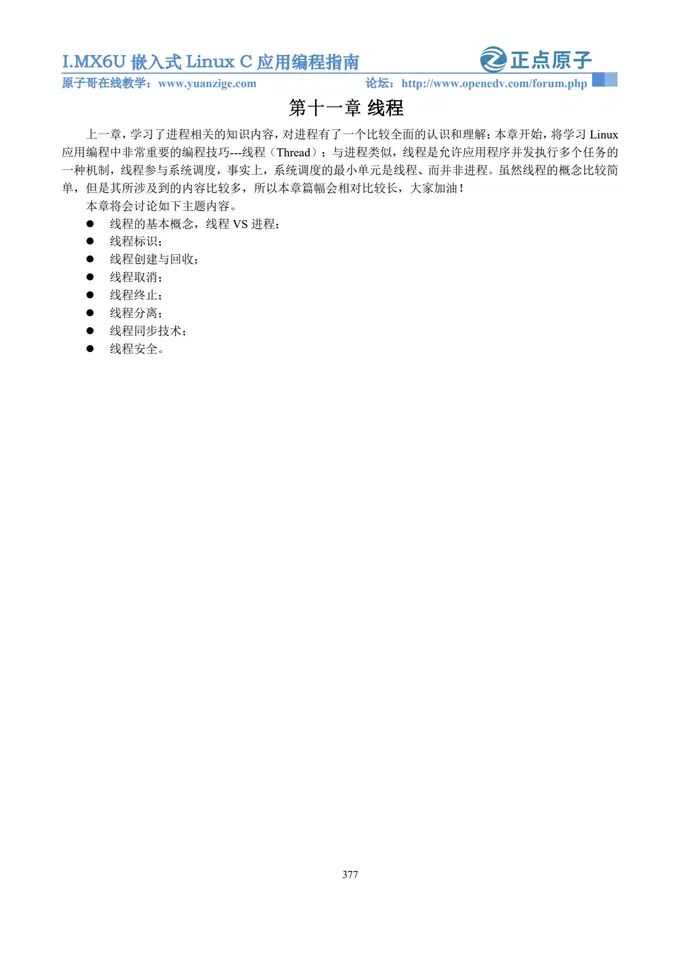 I.MX6U 嵌入式 Linux C 应用编程指南
正点原子
原子哥在线教学：www.yuanzige.com 论坛：http://www.openedv.com/forum.php
第十一章 线程
上一章，学习了进程相关的知识内容，对进程有了一个比较全面的认识和理解；本章开始，将学习 Linux
应用编程中非常重要的编程技巧---线程（Thread）；与进程类似，线程是允许应用程序并发执行多个任务的
一种机制，线程参与系统调度，事实上，系统调度的最小单元是线程、而并非进程。虽然线程的概念比较简
单，但是其所涉及到的内容比较多，所以本章篇幅会相对比较长，大家加油！
本章将会讨论如下主题内容。
● 线程的基本概念，线程 VS 进程；
● 线程标识；
● 线程创建与回收；
● 线程取消；
● 线程终止；
● 线程分离；
● 线程同步技术；
● 线程安全。
377